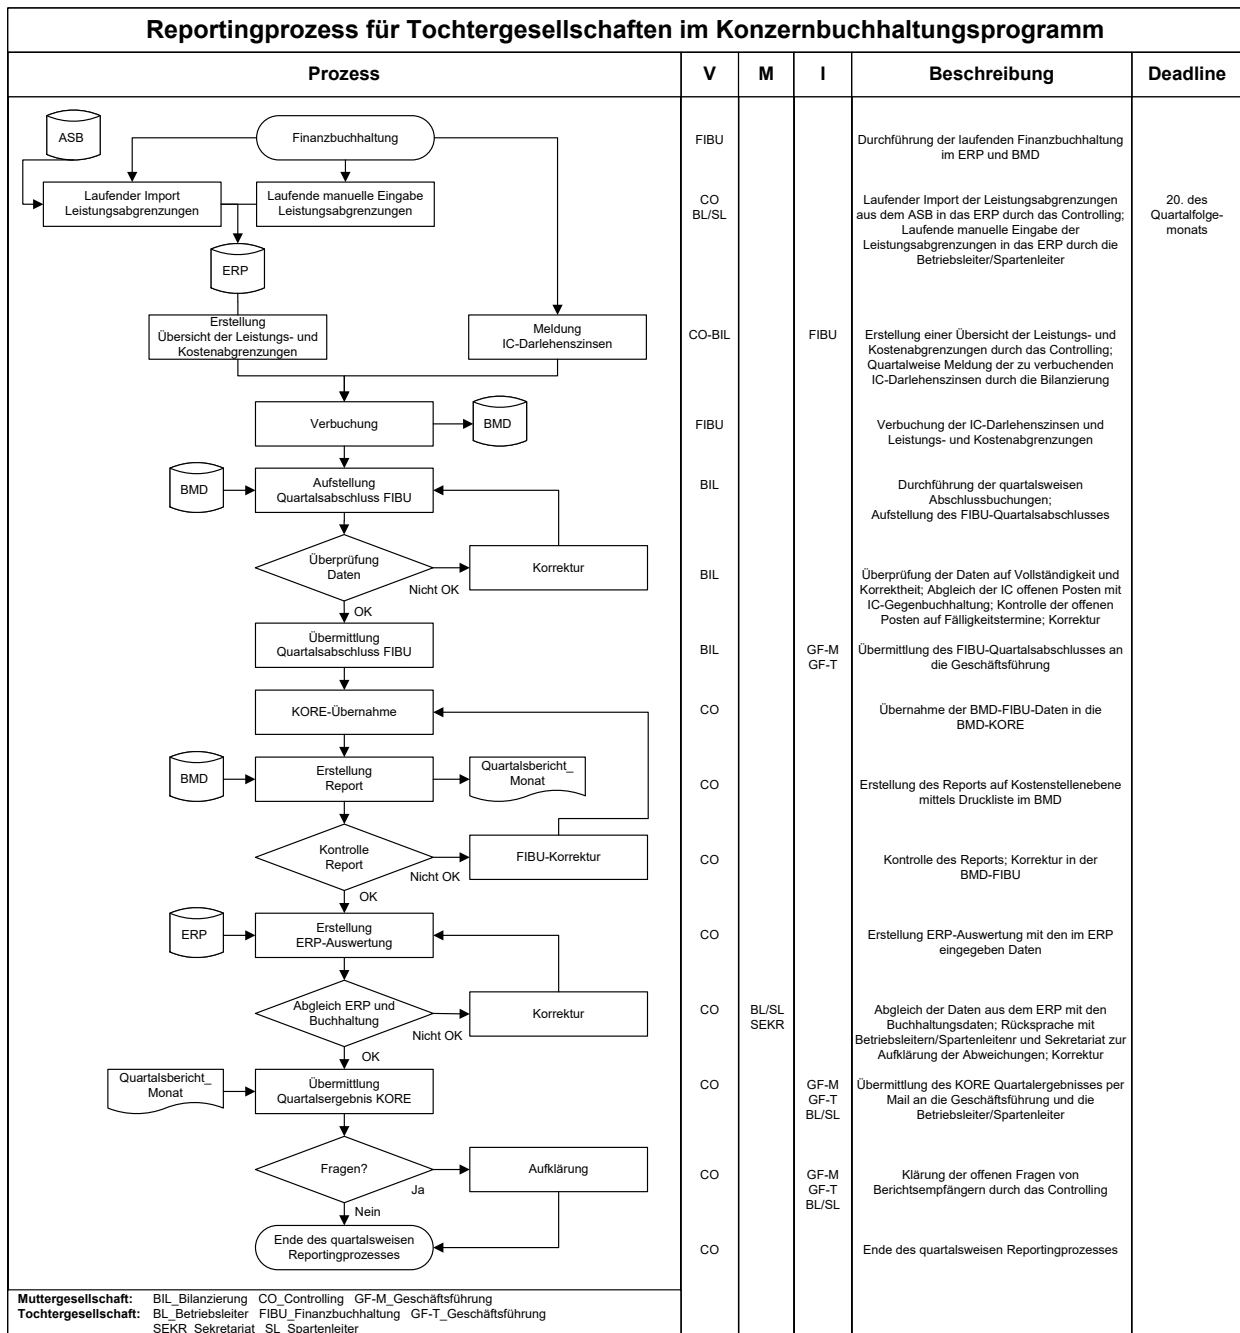 Reportingprozess für Tochtergesellschaften im Konzernbuchhaltungsprogramm
Prozess
V
M
I
Beschreibung
Deadline
ASB
Finanzbuchhaltung
FIBU
Durchführung der laufenden Finanzbuchhaltung
im ERP und BMD
Laufender Import
Leistungsabgrenzungen
Laufende manuelle Eingabe
Leistungsabgrenzungen
CO
BL/SL
Laufender Import der Leistungsabgrenzungen
aus dem ASB in das ERP durch das Controlling;
Laufende manuelle Eingabe der
Leistungsabgrenzungen in das ERP durch die
Betriebsleiter/Spartenleiter
20. des
Quartalfolge-
monats
ERP
Erstellung
Übersicht der Leistungs- und
Kostenabgrenzungen
Meldung
IC-Darlehenszinsen
CO-BIL
FIBU
Erstellung einer Übersicht der Leistungs- und
Kostenabgrenzungen durch das Controlling;
Quartalweise Meldung der zu verbuchenden
IC-Darlehenszinsen durch die Bilanzierung
Verbuchung
BMD
FIBU
Verbuchung der IC-Darlehenszinsen und
Leistungs- und Kostenabgrenzungen
BMD
Aufstellung
Quartalsabschluss FIBU
BIL
Durchführung der quartalsweisen
Abschlussbuchungen;
Aufstellung des FIBU-Quartalsabschlusses
Überprüfung
Daten
Nicht OK
Korrektur
OK
BIL
Überprüfung der Daten auf Vollständigkeit und
Korrektheit; Abgleich der IC offenen Posten mit
IC-Gegenbuchhaltung; Kontrolle der offenen
Posten auf Fälligkeitstermine; Korrektur
Übermittlung
Quartalsabschluss FIBU
BIL
GF-M
GF-T
Übermittlung des FIBU-Quartalsabschlusses an
die Geschäftsführung
KORE-Übernahme
CO
Übernahme der BMD-FIBU-Daten in die
BMD-KORE
BMD
Erstellung
Report
Quartalsbericht_
Monat
CO
Erstellung des Reports auf Kostenstellenebene
mittels Druckliste im BMD
Kontrolle
Report
Nicht OK
FIBU-Korrektur
OK
CO
Kontrolle des Reports; Korrektur in der
BMD-FIBU
ERP
Erstellung
ERP-Auswertung
CO
Erstellung ERP-Auswertung mit den im ERP
eingegeben Daten
Abgleich ERP und
Buchhaltung
Nicht OK
Korrektur
OK
CO
BL/SL
SEKR
Abgleich der Daten aus dem ERP mit den
Buchhaltungsdaten; Rücksprache mit
Betriebsleitern/Spartenleitenr und Sekretariat zur
Aufklärung der Abweichungen; Korrektur
Quartalsbericht_
Monat
Übermittlung
Quartalsergebnis KORE
CO
GF-M
GF-T
BL/SL
Übermittlung des KORE Quartalergebnisses per
Mail an die Geschäftsführung und die
Betriebsleiter/Spartenleiter
Fragen?
Ja
Aufklärung
Nein
CO
GF-M
GF-T
BL/SL
Klärung der offenen Fragen von
Berichtsempfängern durch das Controlling
Ende des quartalsweisen
Reportingprozesses
CO
Ende des quartalsweisen Reportingprozesses
Muttergesellschaft: BIL_Bilanzierung CO_Controlling GF-M_Geschäftsführung
Tochtergesellschaft: BL_Betriebsleiter FIBU_Finanzbuchhaltung GF-T_Geschäftsführung
SEKR_Sekretariat SL_Spartenleiter